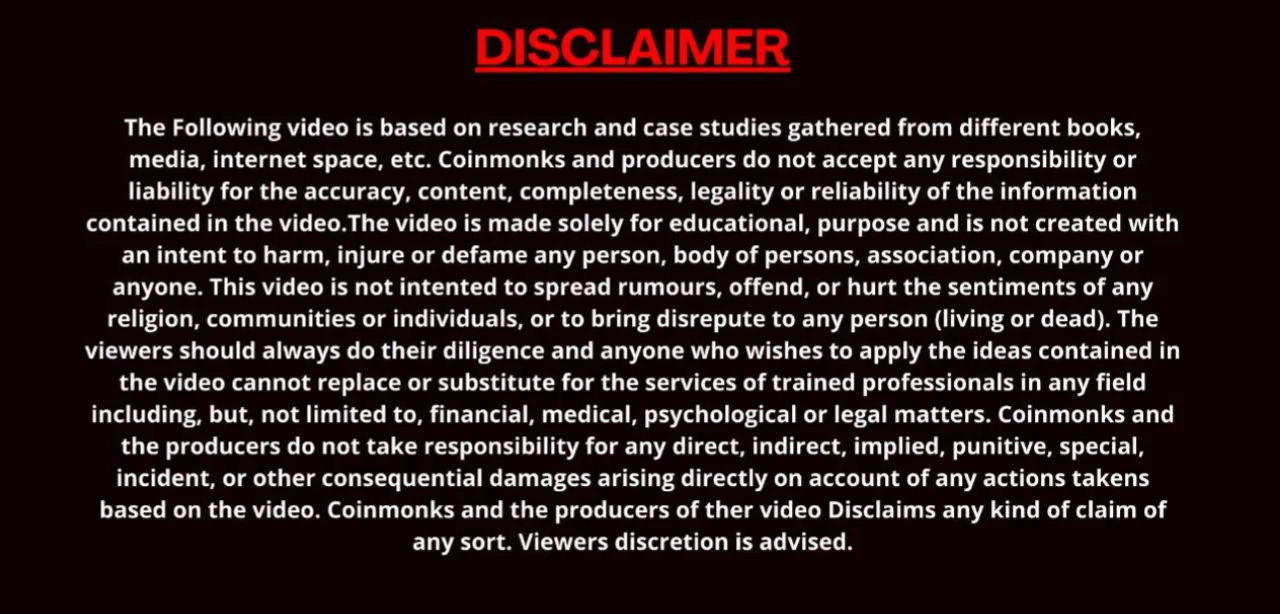 DISCLAIMER
The Following video is based on research and case studies gathered from different books,
media, internet space, etc. Coinmonks and producers do not accept any responsibility or
liability for the accuracy, content, completeness, legality or reliability of the information
contained in the video.The video is made solely for educational, purpose and is not created with
an intent to harm, injure or defame any person, body of persons, association, company or
anyone. This video is not intented to spread rumours, offend, or hurt the sentiments of any
religion, communities or individuals, or to bring disrepute to any person (living or dead). The
viewers should always do their diligence and anyone who wishes to apply the ideas contained in
the video cannot replace or substitute for the services of trained professionals in any field
including, but, not limited to, financial, medical, psychological or legal matters. Coinmonks and
the producers do not take responsibility for any direct, indirect, implied, punitive, special,
incident, or other consequential damages arising directly on account of any actions takens
based on the video. Coinmonks and the producers of ther video Disclaims any kind of claim of
any sort. Viewers discretion is advised.